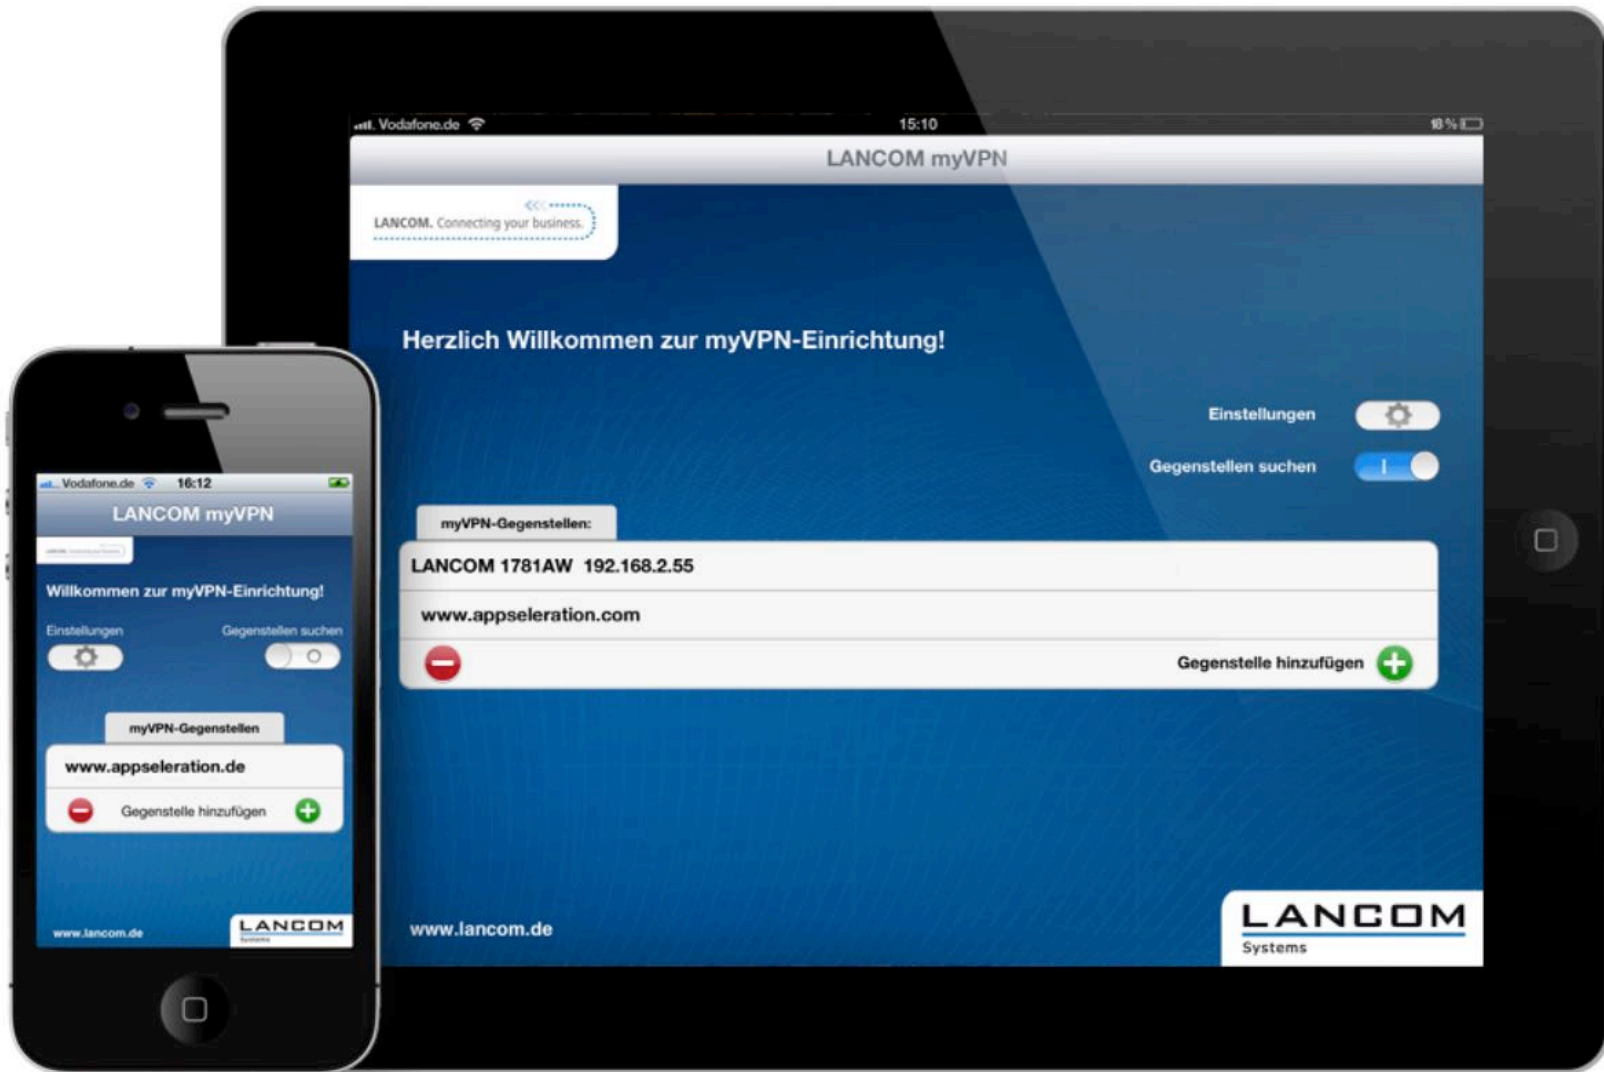 Vodafone.de
15:10
18 %
LANCOM myVPN
LANCOM. Connecting your business.
Herzlich Willkommen zur myVPN-Einrichtung!
Einstellungen
Gegenstellen suchen
myVPN-Gegenstellen:
LANCOM 1781AW 192.168.2.55
www.appseleration.com
Gegenstelle hinzufügen
www.lancom.de
LANCOM
Systems
Vodafone.de
16:12
LANCOM myVPN
Willkommen zur myVPN-Einrichtung!
Einstellungen
Gegenstellen suchen
myVPN-Gegenstellen
www.appseleration.de
Gegenstelle hinzufügen
www.lancom.de
LANCOM
Systems